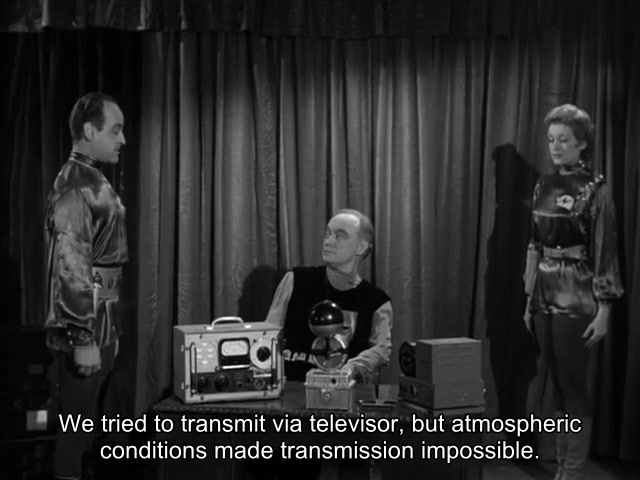 We tried to transmit via televisor, but atmospheric
conditions made transmission impossible.